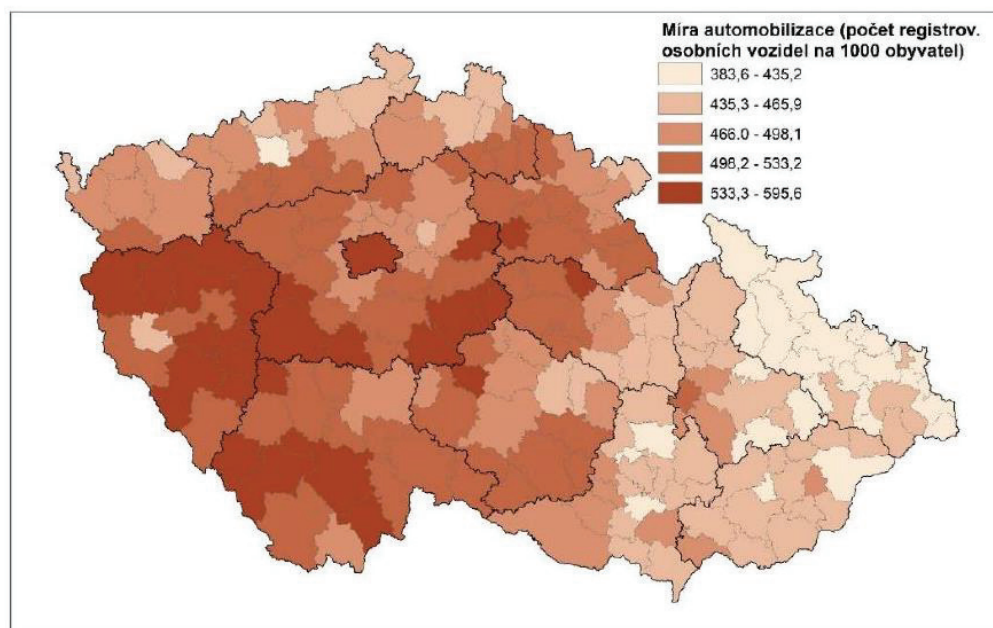 Míra automobilizace (počet registrov.
osobních vozidel na 1000 obyvatel)
383,6 - 435,2
435,3 - 465,9
466,0 - 498,1
498,2 - 533,2
533,3 - 595,6